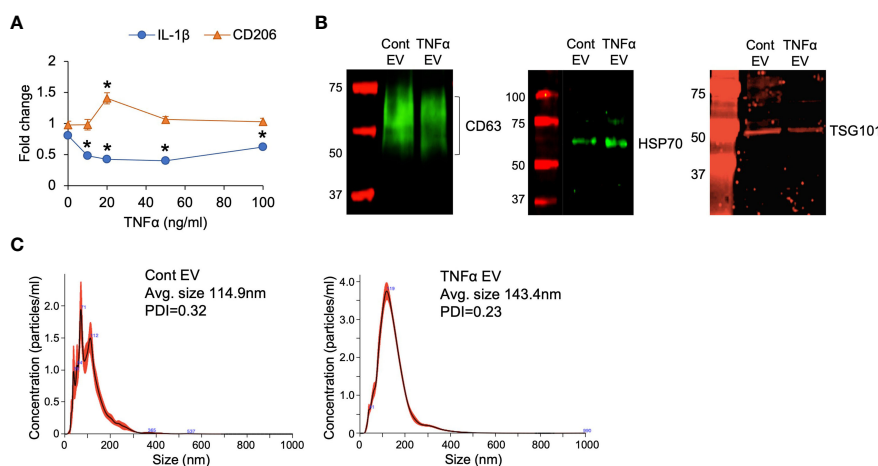 A
IL-1β CD206
Fold change
2
1.5
1
0.5
0
*
*
*
*
*
0 20 40 60 80 100
TNFα (ng/ml)
B
Cont TNFα
EV EV
75
50
37
CD63
Cont TNFα
EV EV
100
75
50
37
HSP70
Cont TNFα
EV EV
75
50
37
TSG101
C
Cont EV
Avg. size 114.9nm
PDI=0.32
Concentration (particles/ml)
2.0
1.5
1.0
0.5
0
0 200 400 600 800 1000
Size (nm)
TNFα EV
Avg. size 143.4nm
PDI=0.23
Concentration (particles/ml)
4.0
3.0
2.0
1.0
0
0 200 400 600 800 1000
Size (nm)